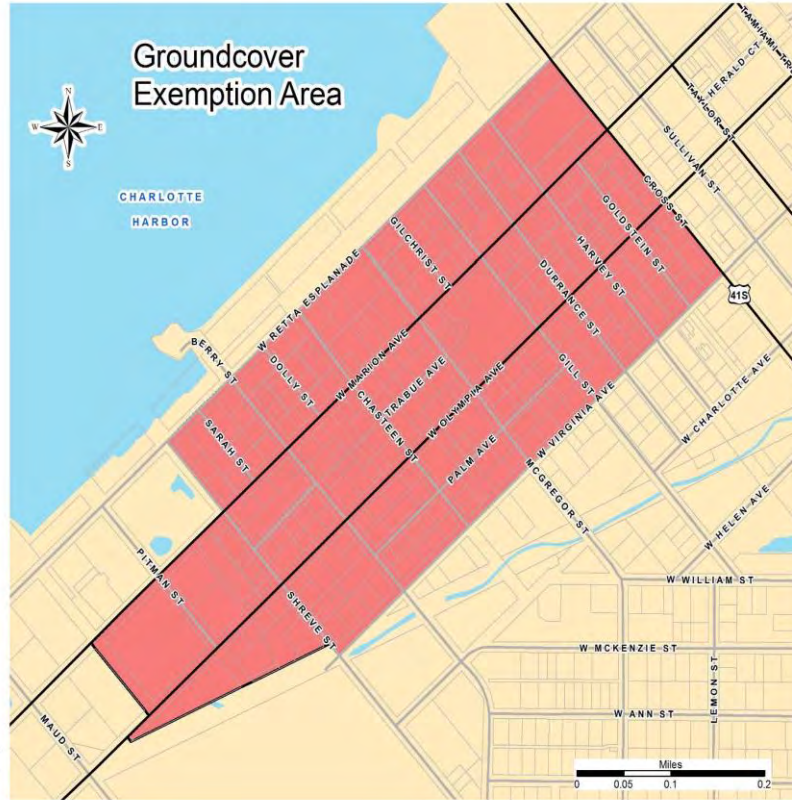 Groundcover
Exemption Area
N
W
E
S
CHARLOTTE
HARBOR
TAMIAMI TR
HERALD CT
TAYLOR ST
SULLIVAN ST
CROSS ST
GOLDSTEIN ST
HARVEY ST
DURRANCE ST
GILCHRIST ST
W RETTA ESPLANADE
41S
BERRY ST
DOLLY ST
W MARION AVE
TRABUE AVE
CHASTEEN ST
W OLYMPIA AVE
GILL ST
W VIRGINIA AVE
W CHARLOTTE AVE
SARAH ST
PALM AVE
MCGREGOR ST
W HELEN AVE
PITMAN ST
SHREVE ST
W WILLIAM ST
W MCKENZIE ST
LEMON ST
W ANN ST
MAUD ST
Miles
0 0.05 0.1 0.2